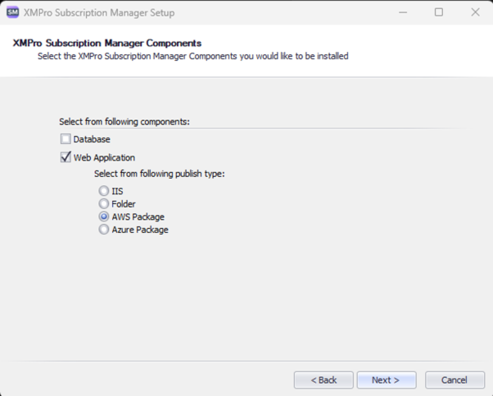 SM XMPro Subscription Manager Setup
XMPro Subscription Manager Components
Select the XMPro Subscription Manager Components you would like to be installed
Select from following components:
Database
Web Application
Select from following publish type:
IIS
Folder
AWS Package
Azure Package
< Back Next > Cancel